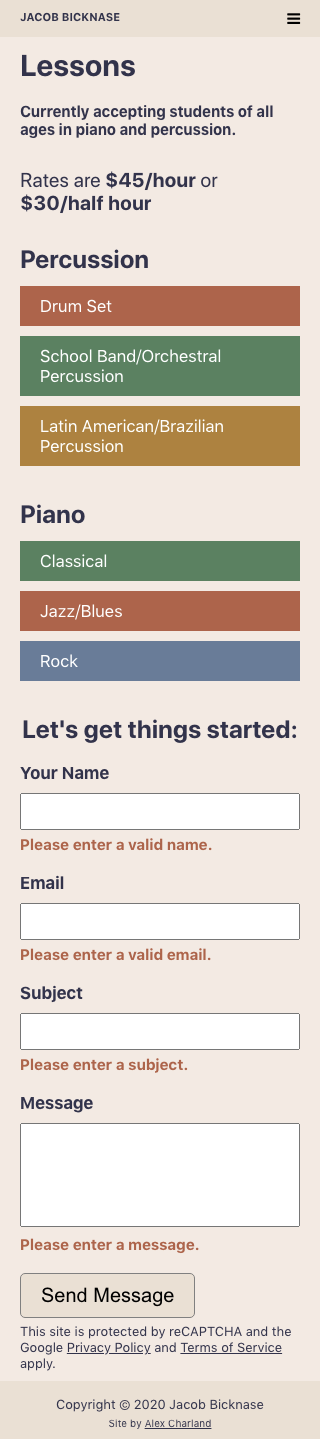 JACOB BICKNASE
Lessons
Currently accepting students of all
ages in piano and percussion.
Rates are $45/hour or
$30/half hour
Percussion
Drum Set
School Band/Orchestral
Percussion
Latin American/Brazilian
Percussion
Piano
Classical
Jazz/Blues
Rock
Let's get things started:
Your Name
Please enter a valid name.
Email
Please enter a valid email.
Subject
Please enter a subject.
Message
Please enter a message.
Send Message
This site is protected by reCAPTCHA and the
Google Privacy Policy and Terms of Service
apply.
Copyright © 2020 Jacob Bicknase
Site by Alex Charland